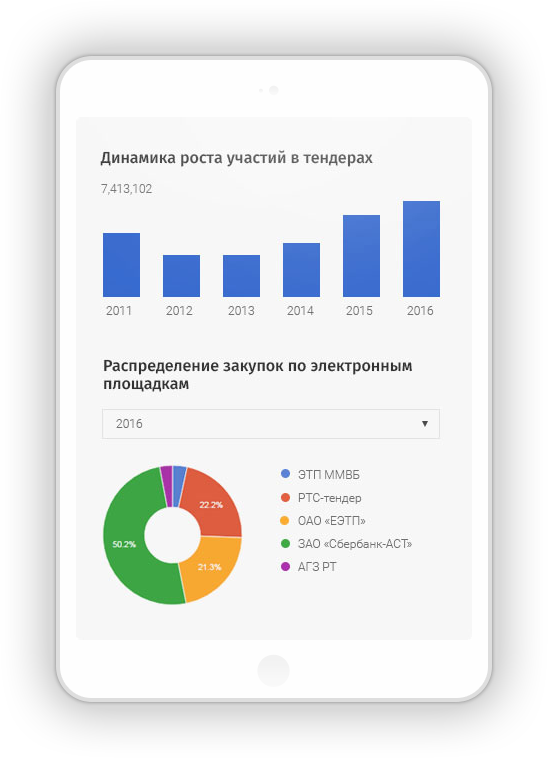 Динамика роста участий в тендерах
7,413,102
2011 2012 2013 2014 2015 2016
Распределение закупок по электронным
площадкам
2016
ЭТП ММВБ
22.2%
РТС-тендер
ОАО «ЕЭТП»
50.2%
ЗАО «Сбербанк-АСТ»
21.3%
АГЗ РТ